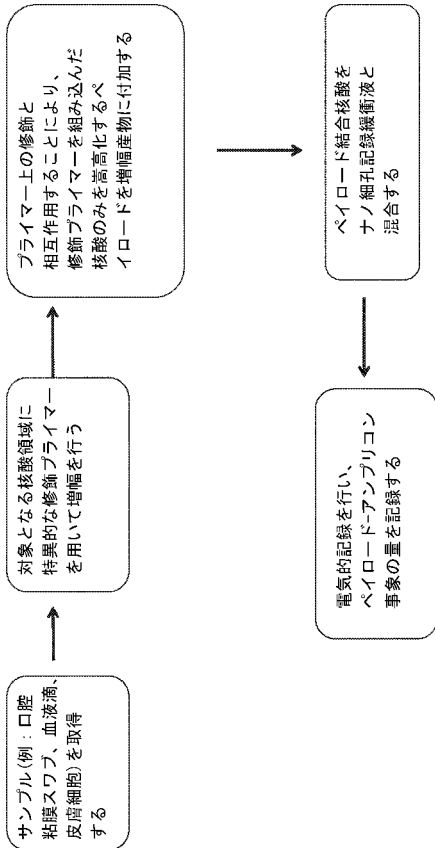 サンプル(例：口腔
粘膜スワブ、血液滴、
皮膚細胞)を取得
する
対象となる核酸領域に
特異的な修飾プライマー
を用いて増幅を行う
プライマー上の修飾と
相互作用することにより、
修飾プライマーを組み込んだ
核酸のみを嵩高化するペ
イロードを増幅産物に付加する
ペイロード結合核酸を
ナノ細孔記録緩衝液と
混合する
電気的記録を行い、
ペイロード-アンプリコン
事象の量を記録する